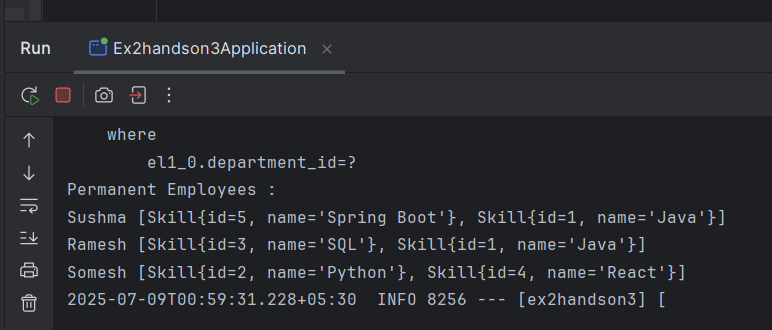 Run Ex2handson3Application
where
el1_0.department_id=?
Permanent Employees :
Sushma [Skill{id=5, name='Spring Boot'}, Skill{id=1, name='Java'}]
Ramesh [Skill{id=3, name='SQL'}, Skill{id=1, name='Java'}]
Somesh [Skill{id=2, name='Python'}, Skill{id=4, name='React'}]
2025-07-09T00:59:31.228+05:30  INFO 8256 --- [ex2handson3] [